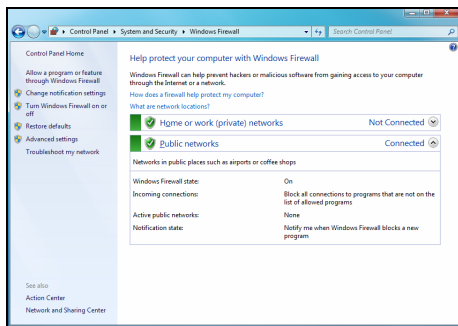 Control Panel
System and Security
Windows Firewall
Search Control Panel
Control Panel Home
Allow a program or feature
through Windows Firewall
Change notification settings
Turn Windows Firewall on or
off
Restore defaults
Advanced settings
Troubleshoot my network
See also
Action Center
Network and Sharing Center
Help protect your computer with Windows Firewall
Windows Firewall can help prevent hackers or malicious software from gaining access to your computer
through the Internet or a network.
How does a firewall help protect my computer?
What are network locations?
Home or work (private) networks Not Connected
Public networks Connected
Networks in public places such as airports or coffee shops
Windows Firewall state: On
Incoming connections: Block all connections to programs that are not on the
list of allowed programs
Active public networks: None
Notification state: Notify me when Windows Firewall blocks a new
program